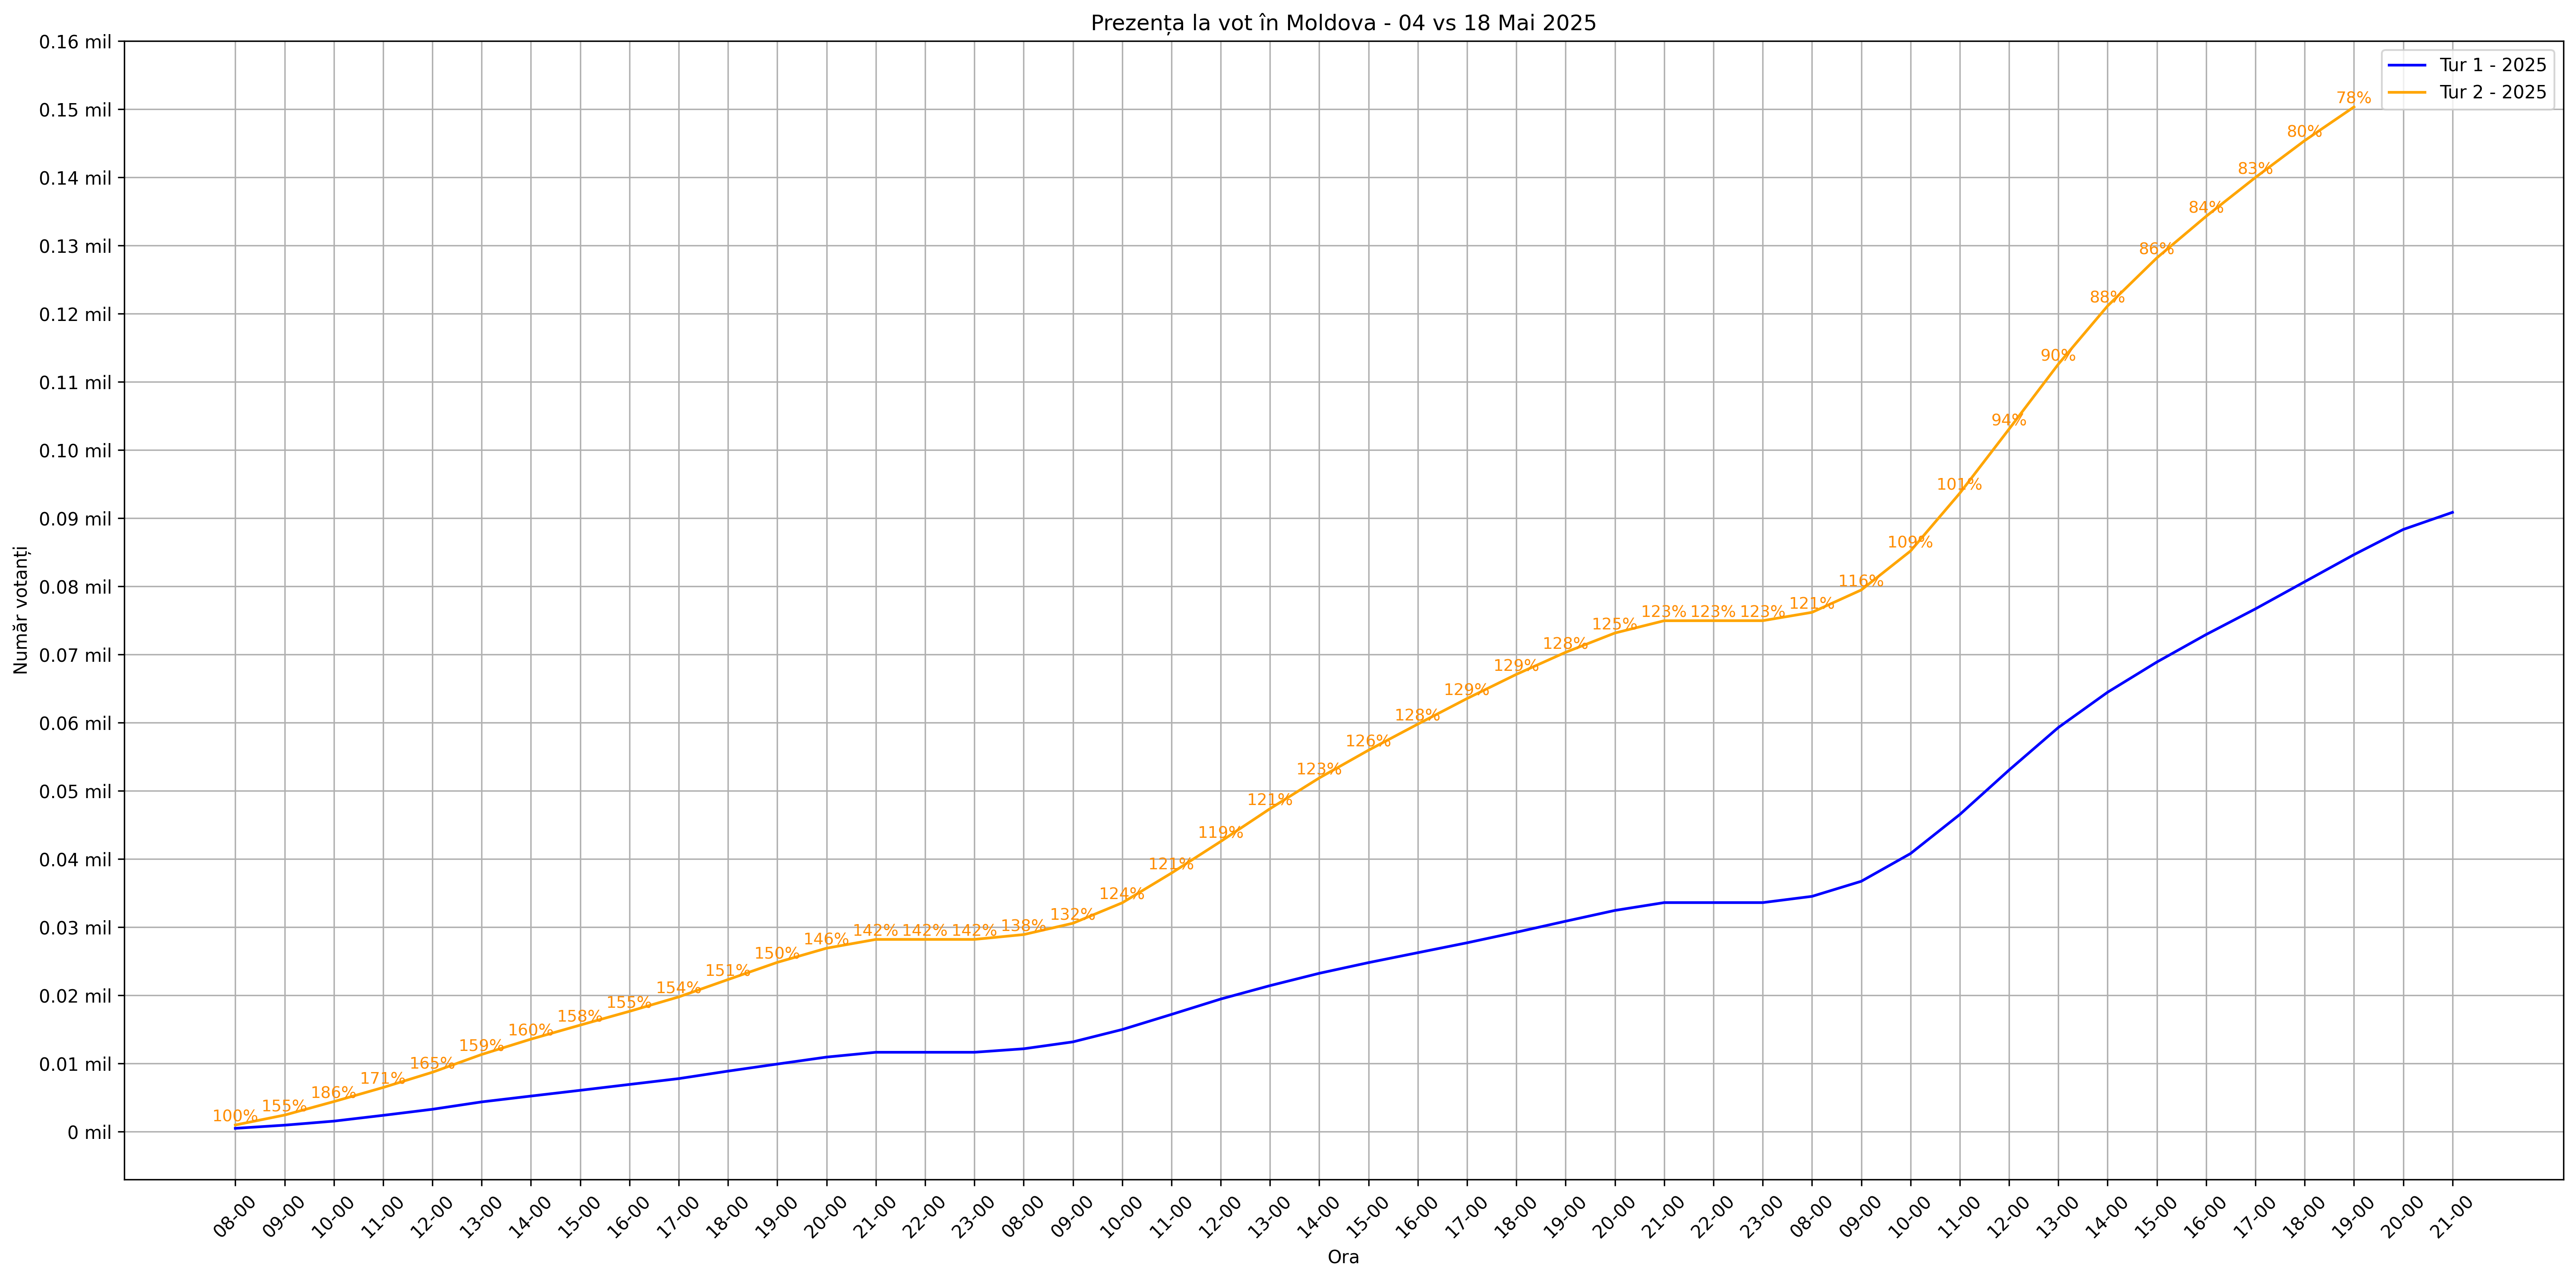 Prezența la vot în Moldova - 04 vs 18 Mai 2025
Tur 1 - 2025
Tur 2 - 2025
Număr votanți
0.16 mil
0.15 mil
0.14 mil
0.13 mil
0.12 mil
0.11 mil
0.10 mil
0.09 mil
0.08 mil
0.07 mil
0.06 mil
0.05 mil
0.04 mil
0.03 mil
0.02 mil
0.01 mil
0 mil
100% 155% 186% 171% 165% 159% 160% 158% 155% 154% 151% 150% 146% 142% 142% 142% 138% 132% 124% 121% 119% 121% 123% 126% 128% 129% 129% 128% 125% 123% 123% 123% 121% 116% 109% 101% 94% 90% 88% 86% 84% 83% 80% 78%
08-00 09-00 10-00 11-00 12-00 13-00 14-00 15-00 16-00 17-00 18-00 19-00 20-00 21-00 22-00 23-00 08-00 09-00 10-00 11-00 12-00 13-00 14-00 15-00 16-00 17-00 18-00 19-00 20-00 21-00 22-00 23-00 08-00 09-00 10-00 11-00 12-00 13-00 14-00 15-00 16-00 17-00 18-00 19-00 20-00 21-00
Ora